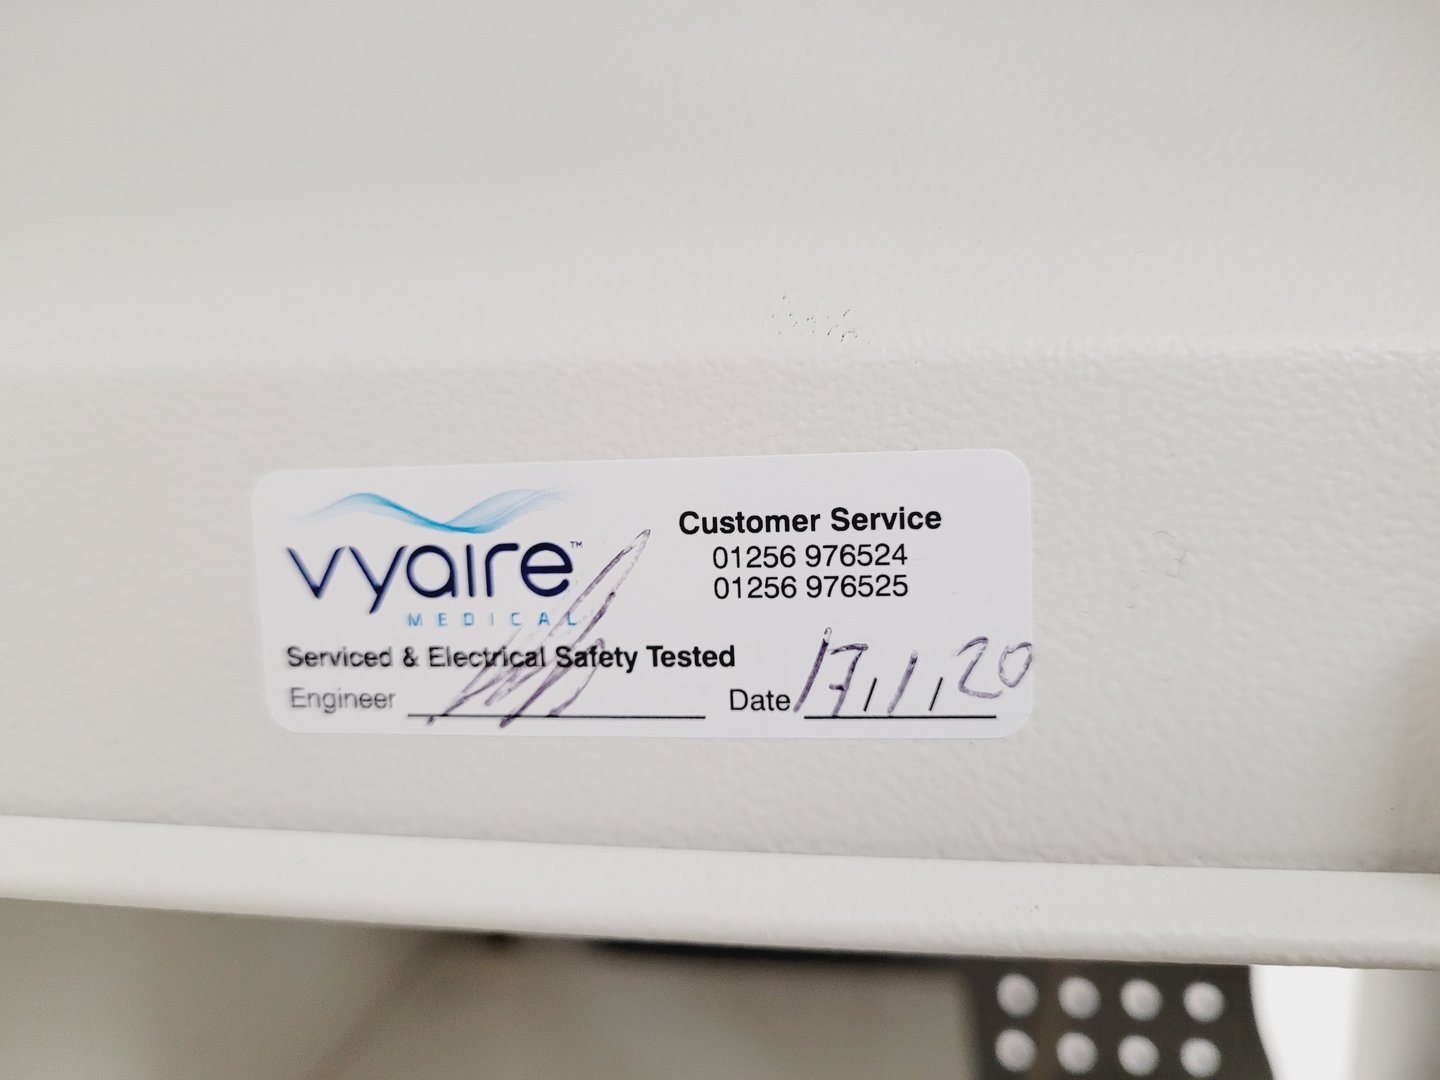 vyaire™
MEDICAL
Customer Service
01256 976524
01256 976525
Serviced & Electrical Safety Tested
Engineer
Date 17/1/20